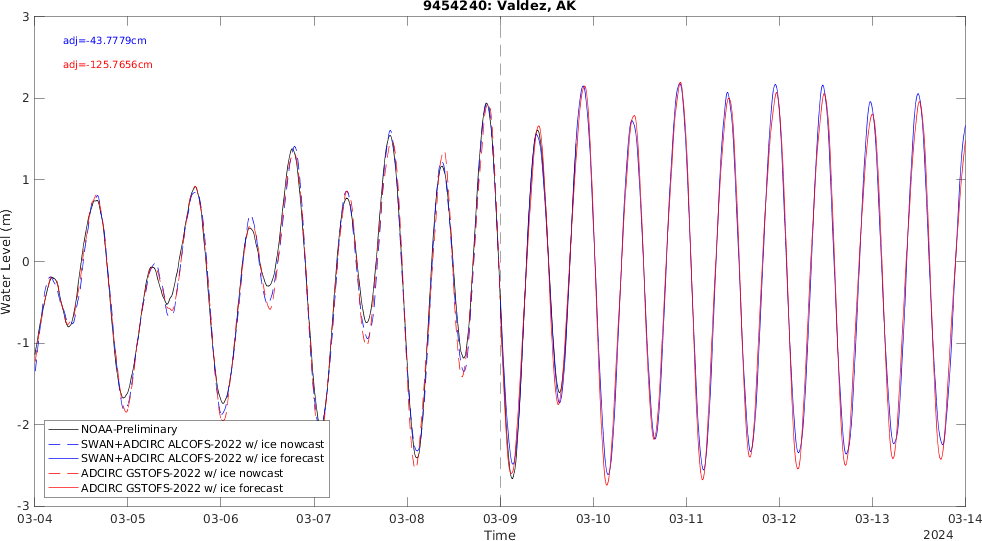 9454240: Valdez, AK
adj=-43.7779cm
adj=-125.7656cm
Water Level (m)
3
2
1
0
-1
-2
-3
NOAA-Preliminary
SWAN+ADCIRC ALCOFS-2022 w/ ice nowcast
SWAN+ADCIRC ALCOFS-2022 w/ ice forecast
ADCIRC GSTOFS-2022 w/ ice nowcast
ADCIRC GSTOFS-2022 w/ ice forecast
03-04 03-05 03-06 03-07 03-08 03-09 03-10 03-11 03-12 03-13 03-14
Time
2024